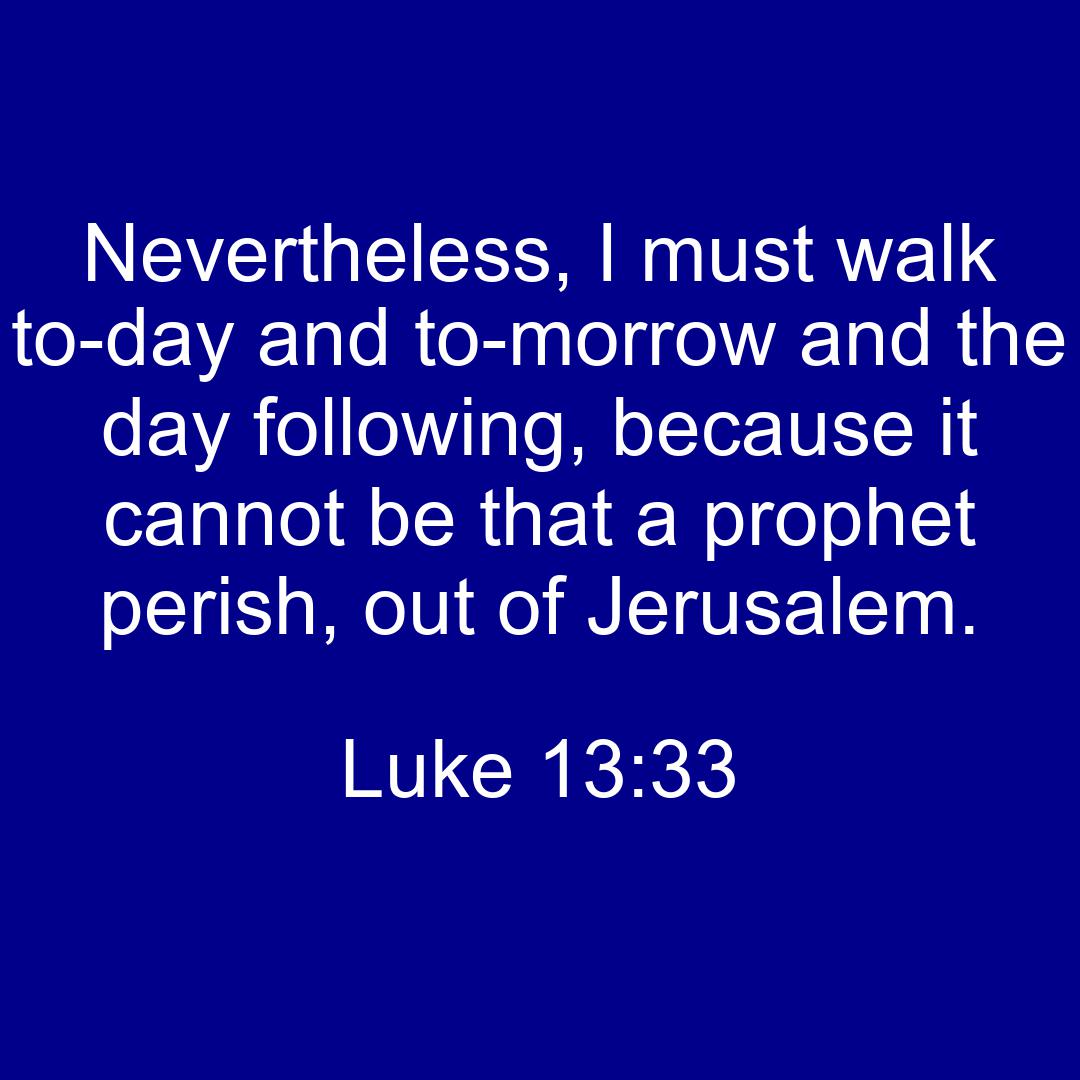 Nevertheless, I must walk
to-day and to-morrow and the
day following, because it
cannot be that a prophet
perish, out of Jerusalem.
Luke 13:33